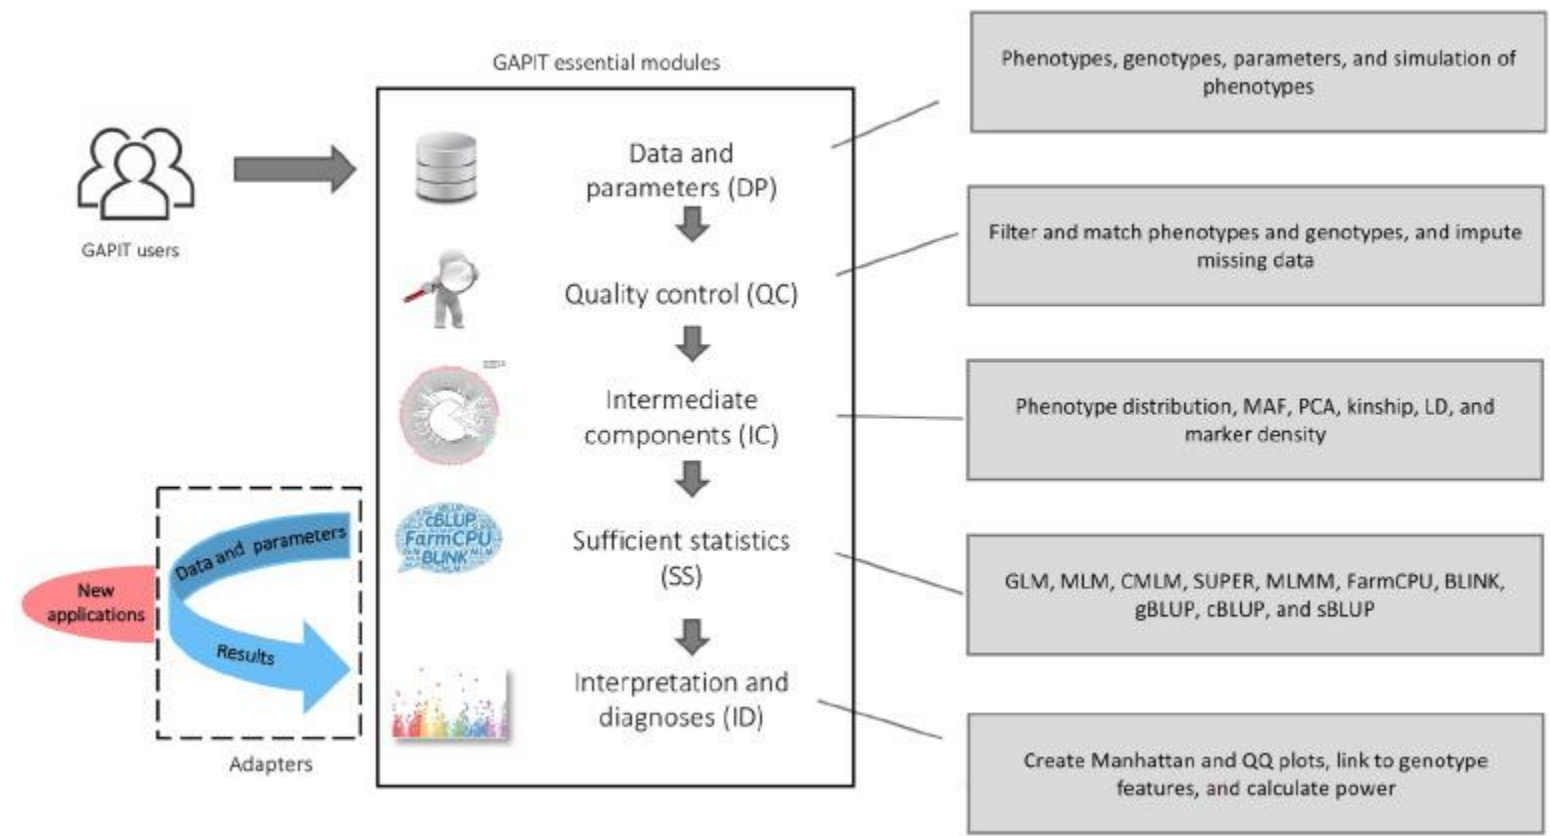 GAPIT essential modules
GAPIT users
Data and
parameters (DP)
Quality control (QC)
Intermediate
components (IC)
Sufficient statistics
(SS)
Interpretation and
diagnoses (ID)
cBLUP
FarmCPU
BLINK
Phenotypes, genotypes, parameters, and simulation of
phenotypes
Filter and match phenotypes and genotypes, and impute
missing data
Phenotype distribution, MAF, PCA, kinship, LD, and
marker density
GLM, MLM, CMLM, SUPER, MLMM, FarmCPU, BLINK,
gBLUP, cBLUP, and sBLUP
Create Manhattan and QQ plots, link to genotype
features, and calculate power
New
applications
Data and parameters
Results
Adapters